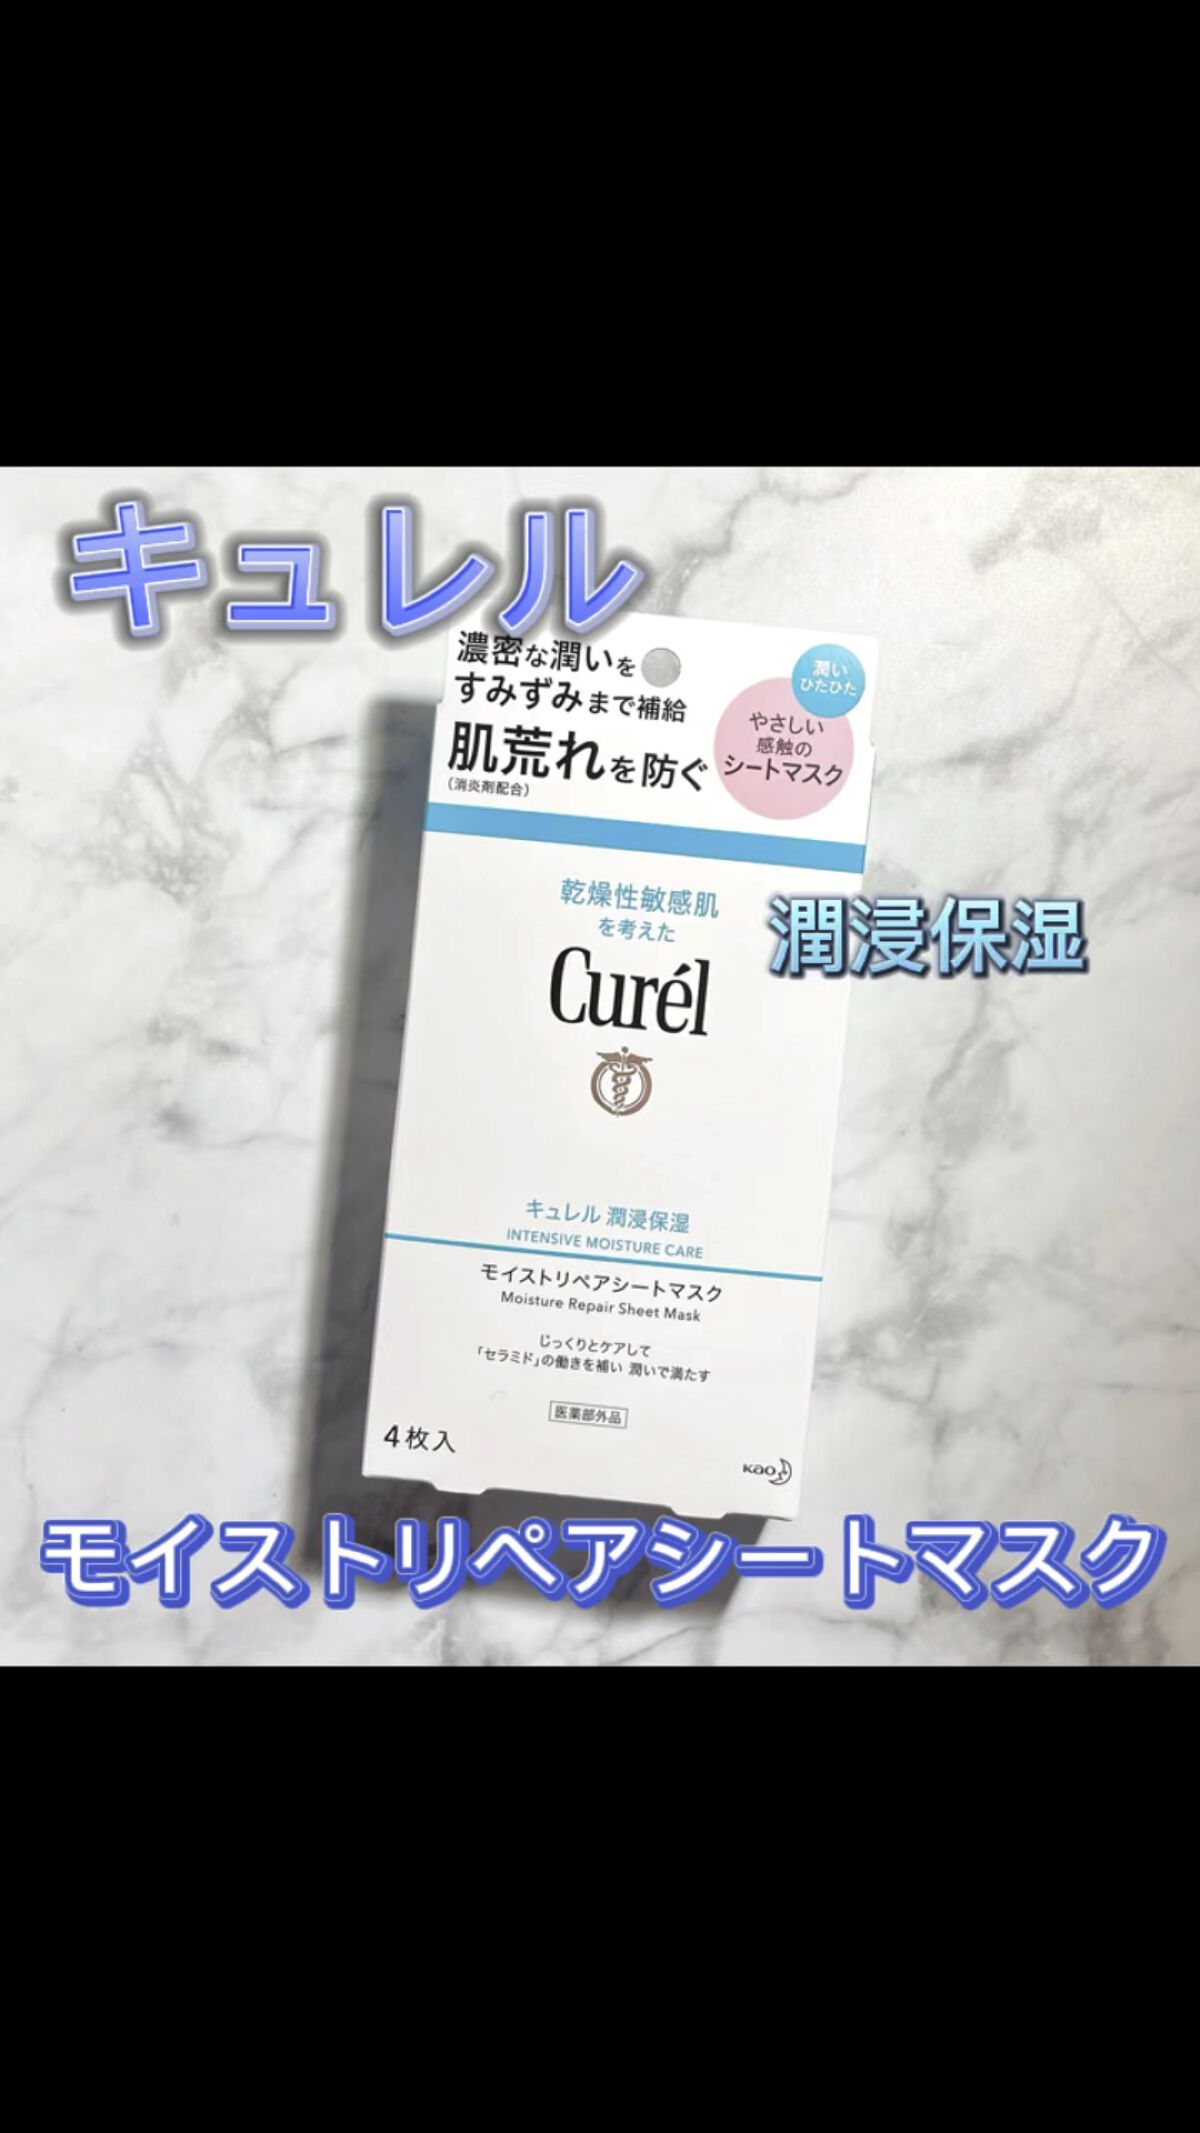 キュレル
濃密な潤いを
すみずみまで補給
肌荒れを防ぐ
(消炎剤配合)
潤い
ひたひた
やさしい
感触の
シートマスク
乾燥性敏感肌
を考えた
Curél
潤浸保湿
キュレル 潤浸保湿
INTENSIVE MOISTURE CARE
モイストリペアシートマスク
Moisture Repair Sheet Mask
じっくりとケアして
「セラミド」の働きを補い 潤いで満たす
医薬部外品
4枚入
Kao
モイストリペアシートマスク